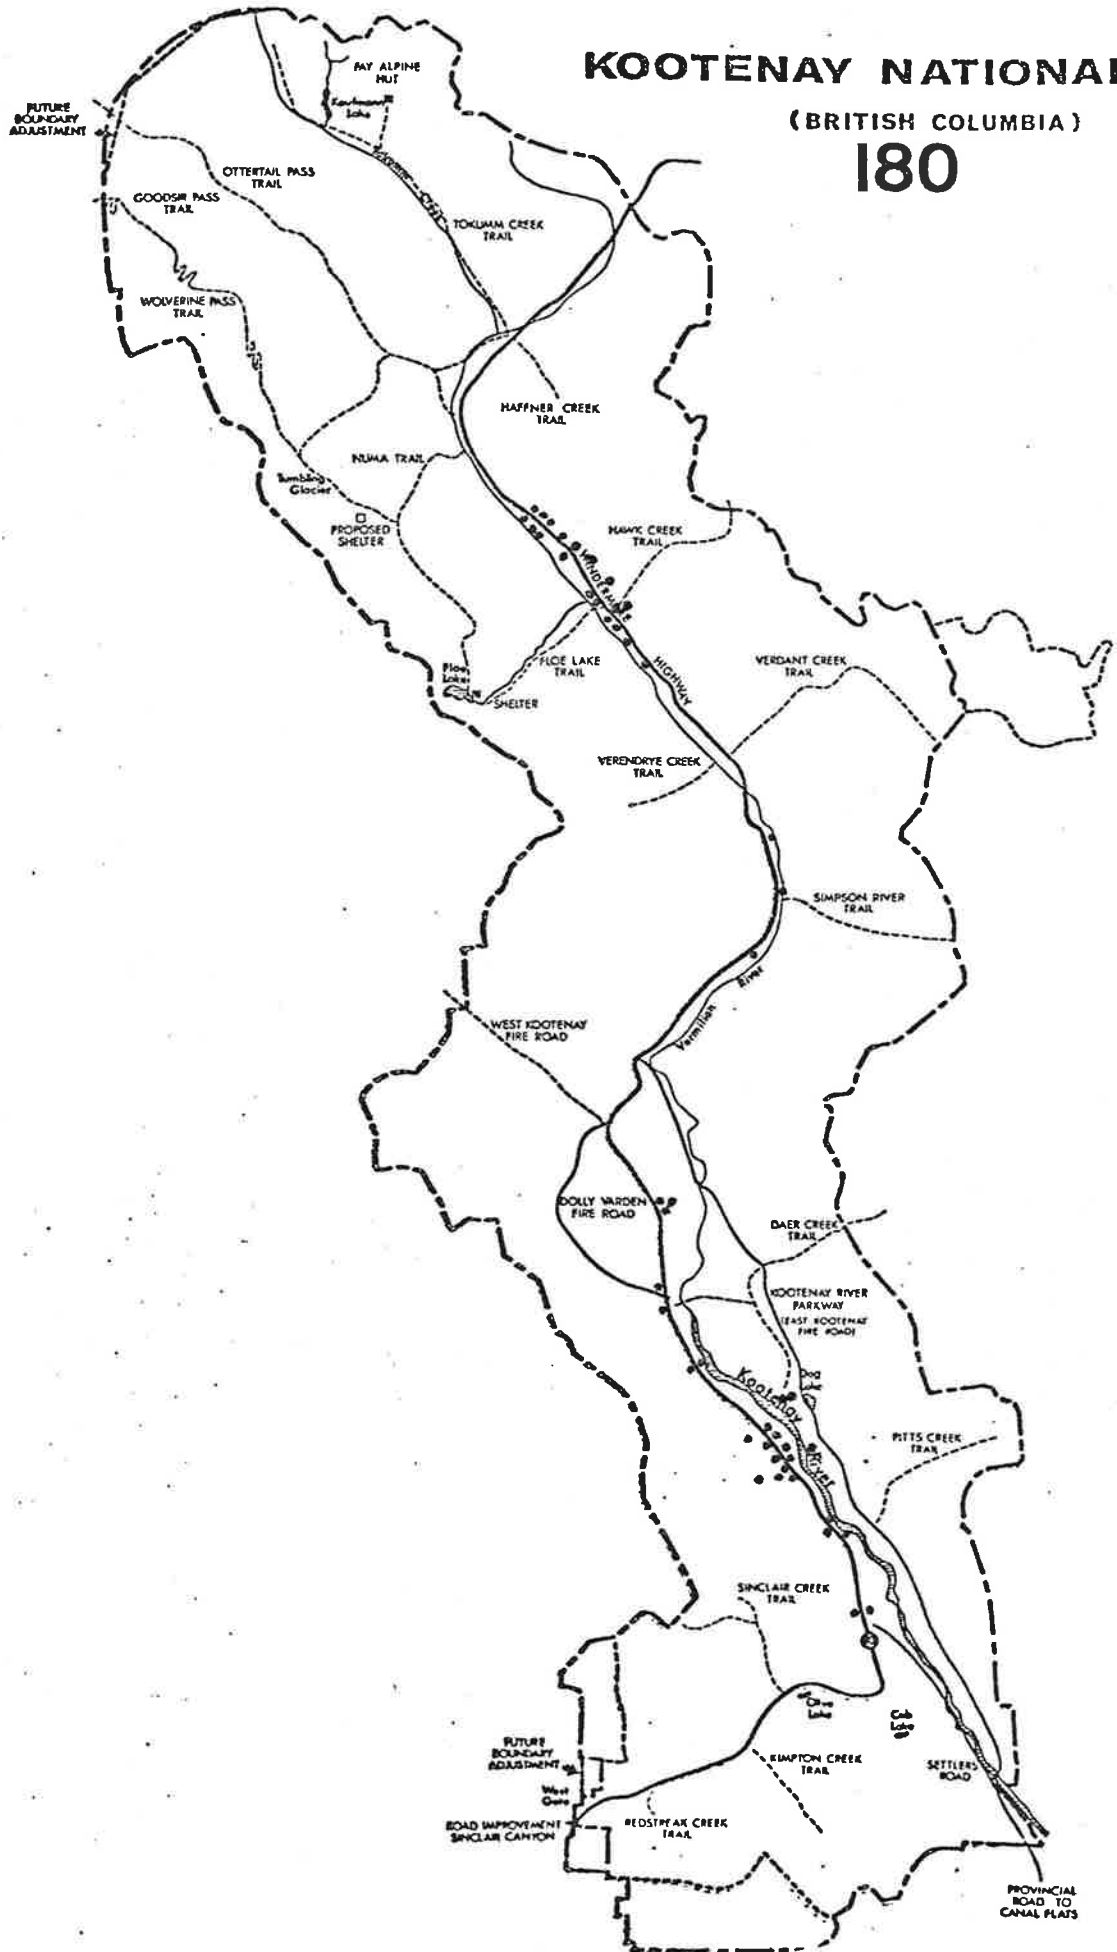 KOOTENAY NATIONAL
(BRITISH COLUMBIA)
180
FAY ALPINE
HUT
Kaufmann
Lake
FUTURE
BOUNDARY
ADJUSTMENT
OTTERTAIL PASS
TRAIL
GOODSIR PASS
TRAIL
TOKUMM CREEK
TRAIL
WOLVERINE PASS
TRAIL
HAFFNER CREEK
TRAIL
NUMA TRAIL
Tumbling
Glacier
PROPOSED
SHELTER
HAWK CREEK
TRAIL
WINDERMERE
HIGHWAY
FLOE LAKE
TRAIL
Floe
Lake
SHELTER
VERDANT CREEK
TRAIL
VERENDRYE CREEK
TRAIL
SIMPSON RIVER
TRAIL
Vermilion River
WEST KOOTENAY
FIRE ROAD
DOLLY VARDEN
FIRE ROAD
DAER CREEK
TRAIL
KOOTENAY RIVER
PARKWAY
(EAST KOOTENAY
FIRE ROAD)
Dog
Lake
Kootenay
River
PITTS CREEK
TRAIL
SINCLAIR CREEK
TRAIL
Olive
Lake
Cob
Lake
FUTURE
BOUNDARY
ADJUSTMENT
West
Gate
KIMPTON CREEK
TRAIL
SETTLERS
ROAD
ROAD IMPROVEMENT
SINCLAIR CANYON
REDSTREAK CREEK
TRAIL
PROVINCIAL
ROAD TO
CANAL FLATS